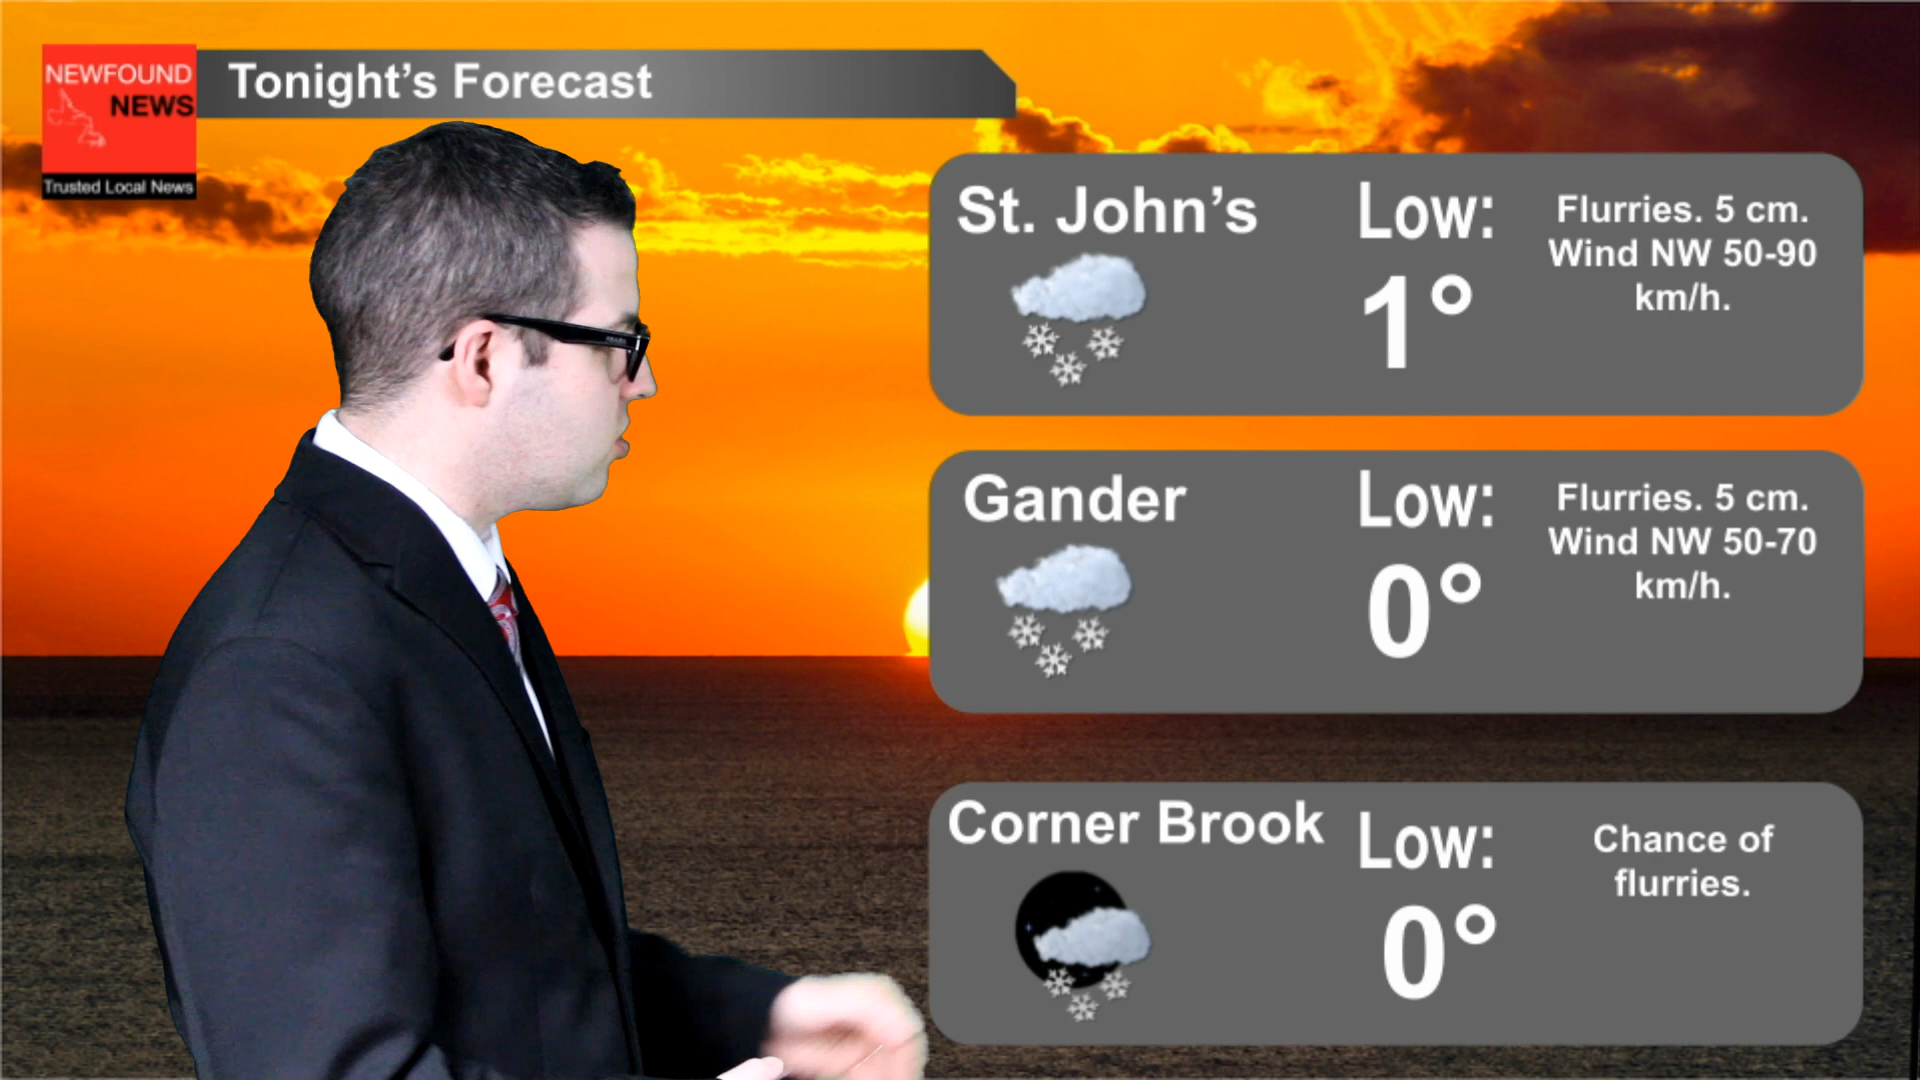 NEWFOUND
NEWS
Trusted Local News
Tonight’s Forecast
St. John’s
Low:
1°
Flurries. 5 cm.
Wind NW 50-90
km/h.
Gander
Low:
0°
Flurries. 5 cm.
Wind NW 50-70
km/h.
Corner Brook
Low:
0°
Chance of
flurries.